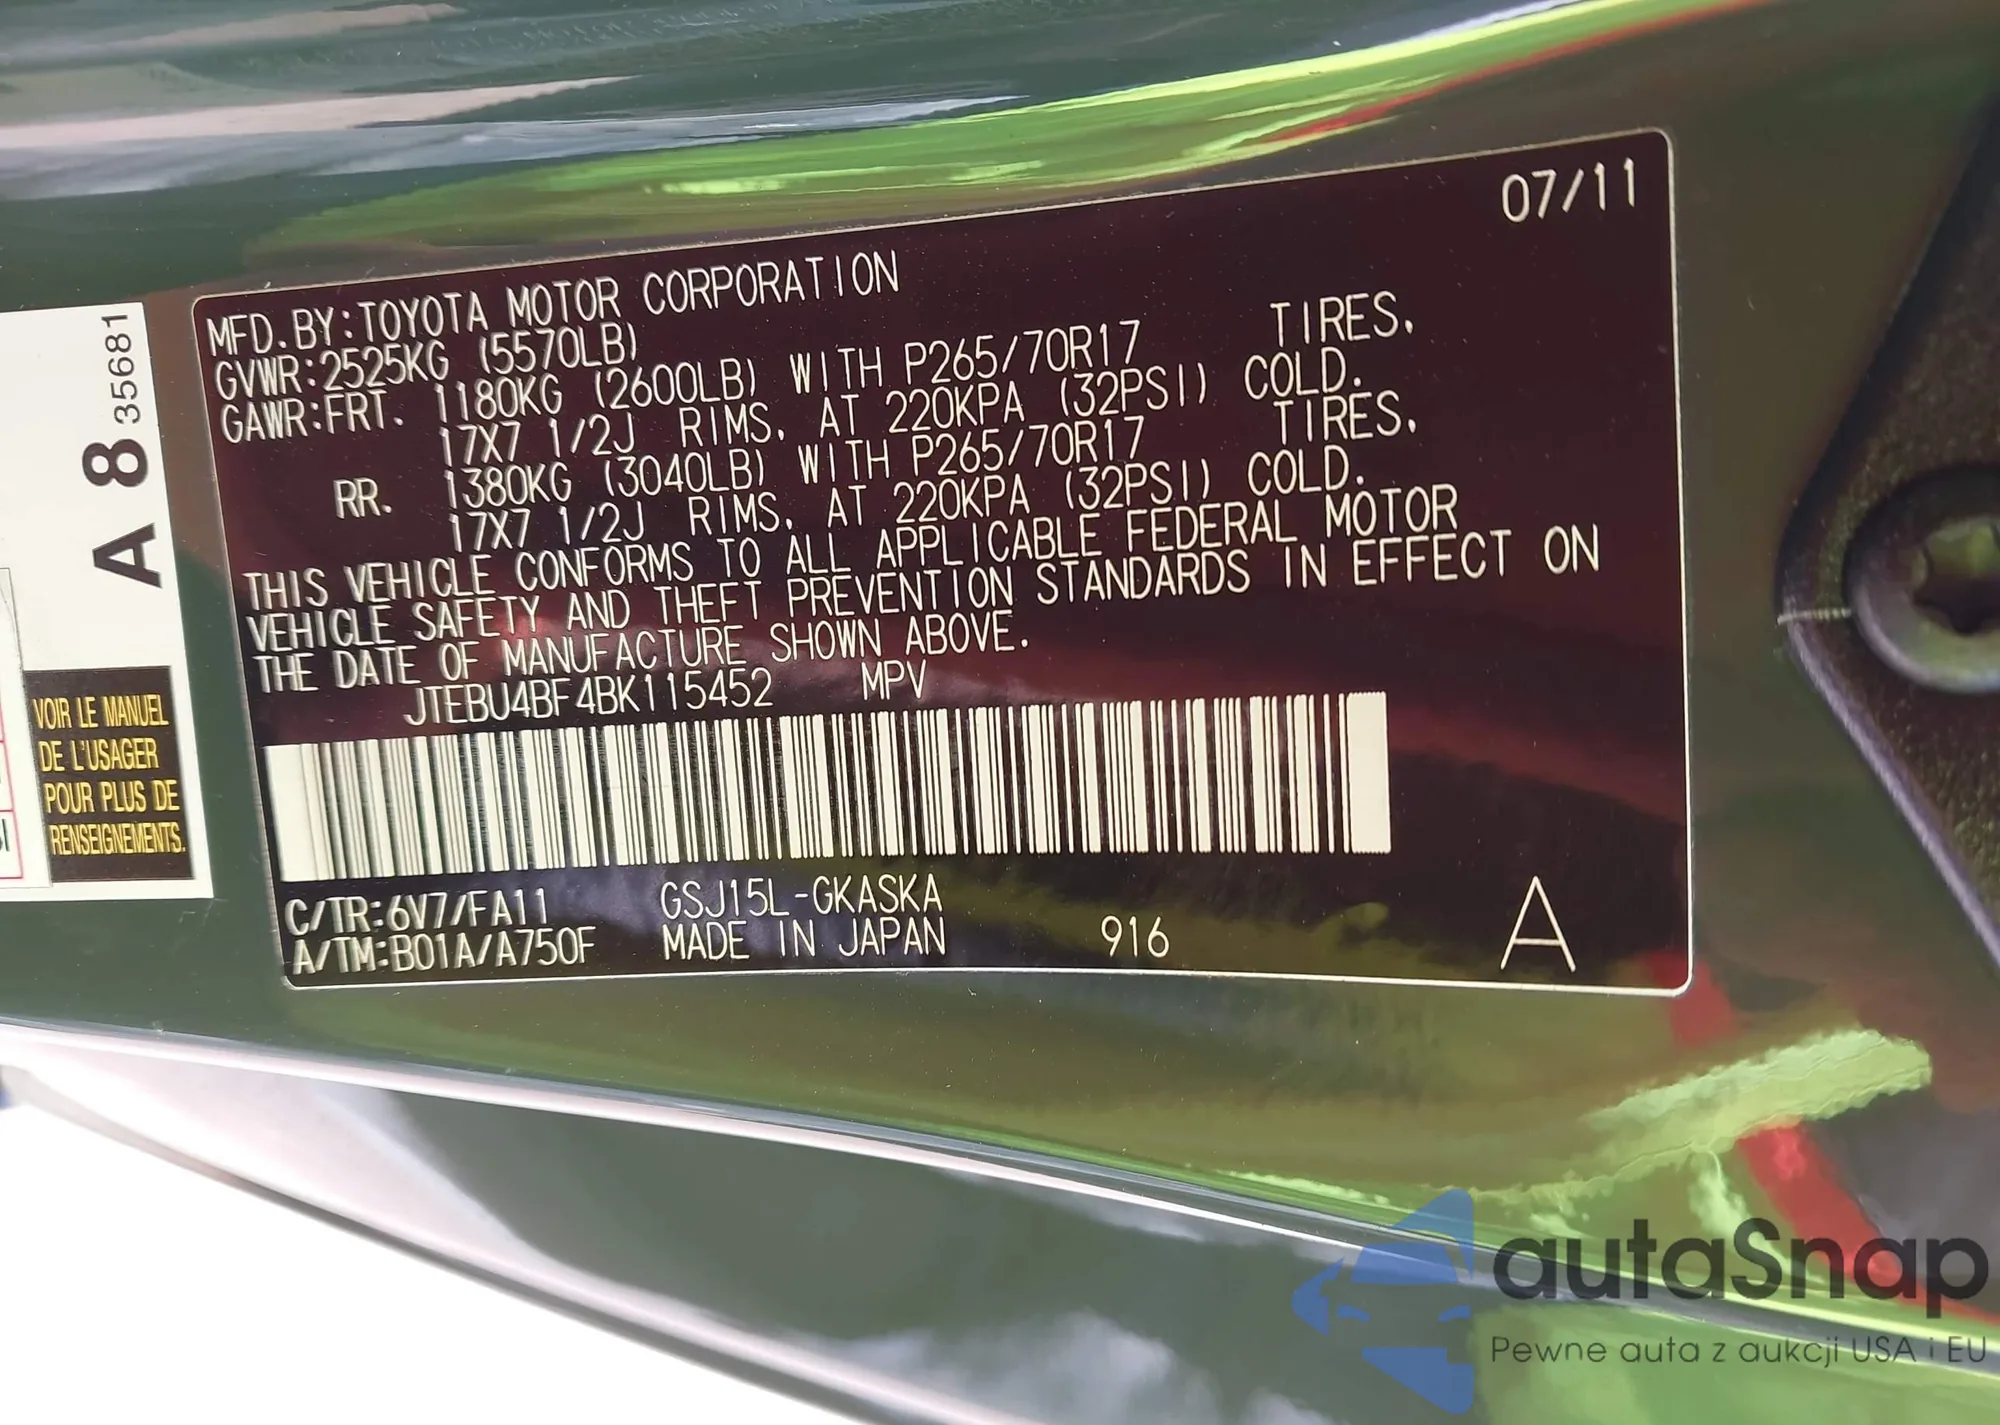 07/11
MFD.BY:TOYOTA MOTOR CORPORATION
GVWR:2525KG (5570LB)
GAWR:FRT. 1180KG (2600LB) WITH P265/70R17 TIRES.
17X7 1/2J RIMS, AT 220KPA (32PSI) COLD.
RR. 1380KG (3040LB) WITH P265/70R17 TIRES.
17X7 1/2J RIMS, AT 220KPA (32PSI) COLD.
THIS VEHICLE CONFORMS TO ALL APPLICABLE FEDERAL MOTOR
VEHICLE SAFETY AND THEFT PREVENTION STANDARDS IN EFFECT ON
THE DATE OF MANUFACTURE SHOWN ABOVE.
JTEBU4BF4BK115452 MPV
C/TR:6V7/FA11 GSJ15L-GKASKA
A/TM:B01A/A750F MADE IN JAPAN 916 A
A 8 35681
VOIR LE MANUEL
DE L'USAGER
POUR PLUS DE
RENSEIGNEMENTS.
autaSnap
Pewne auta z aukcji USA i EU